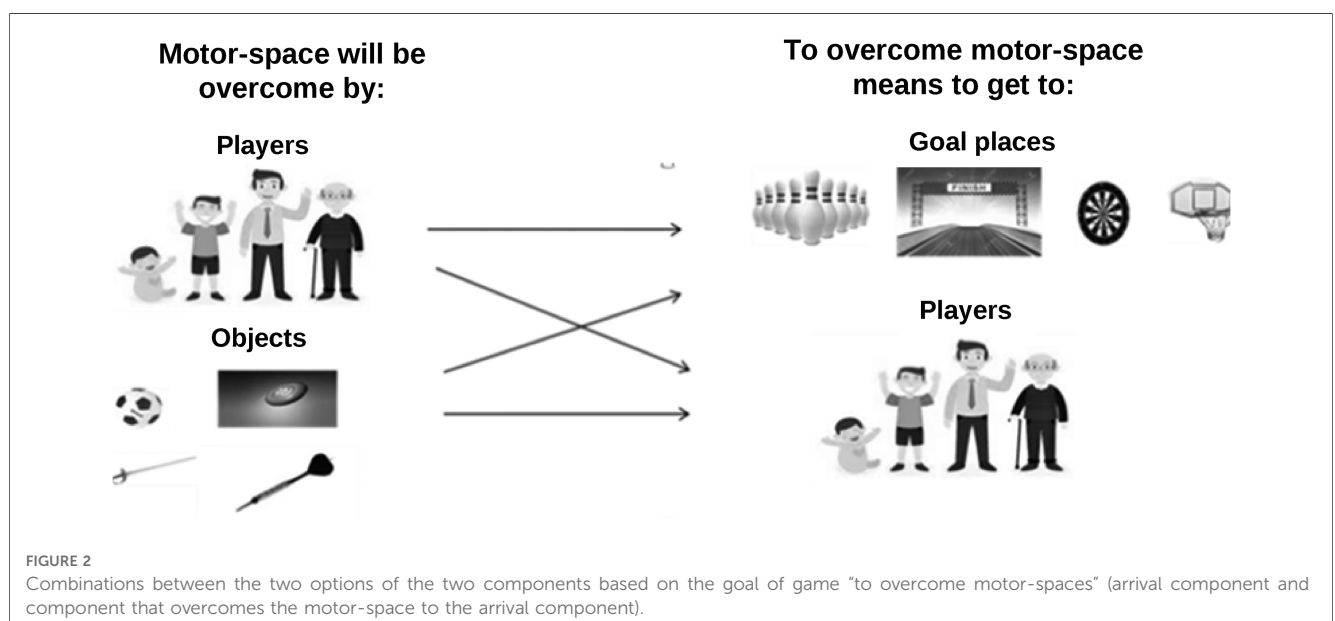 Motor-space will be
overcome by:
To overcome motor-space
means to get to:
Players
Goal places
FINISH
Objects
Players
FIGURE 2
Combinations between the two options of the two components based on the goal of game “to overcome motor-spaces” (arrival component and
component that overcomes the motor-space to the arrival component).